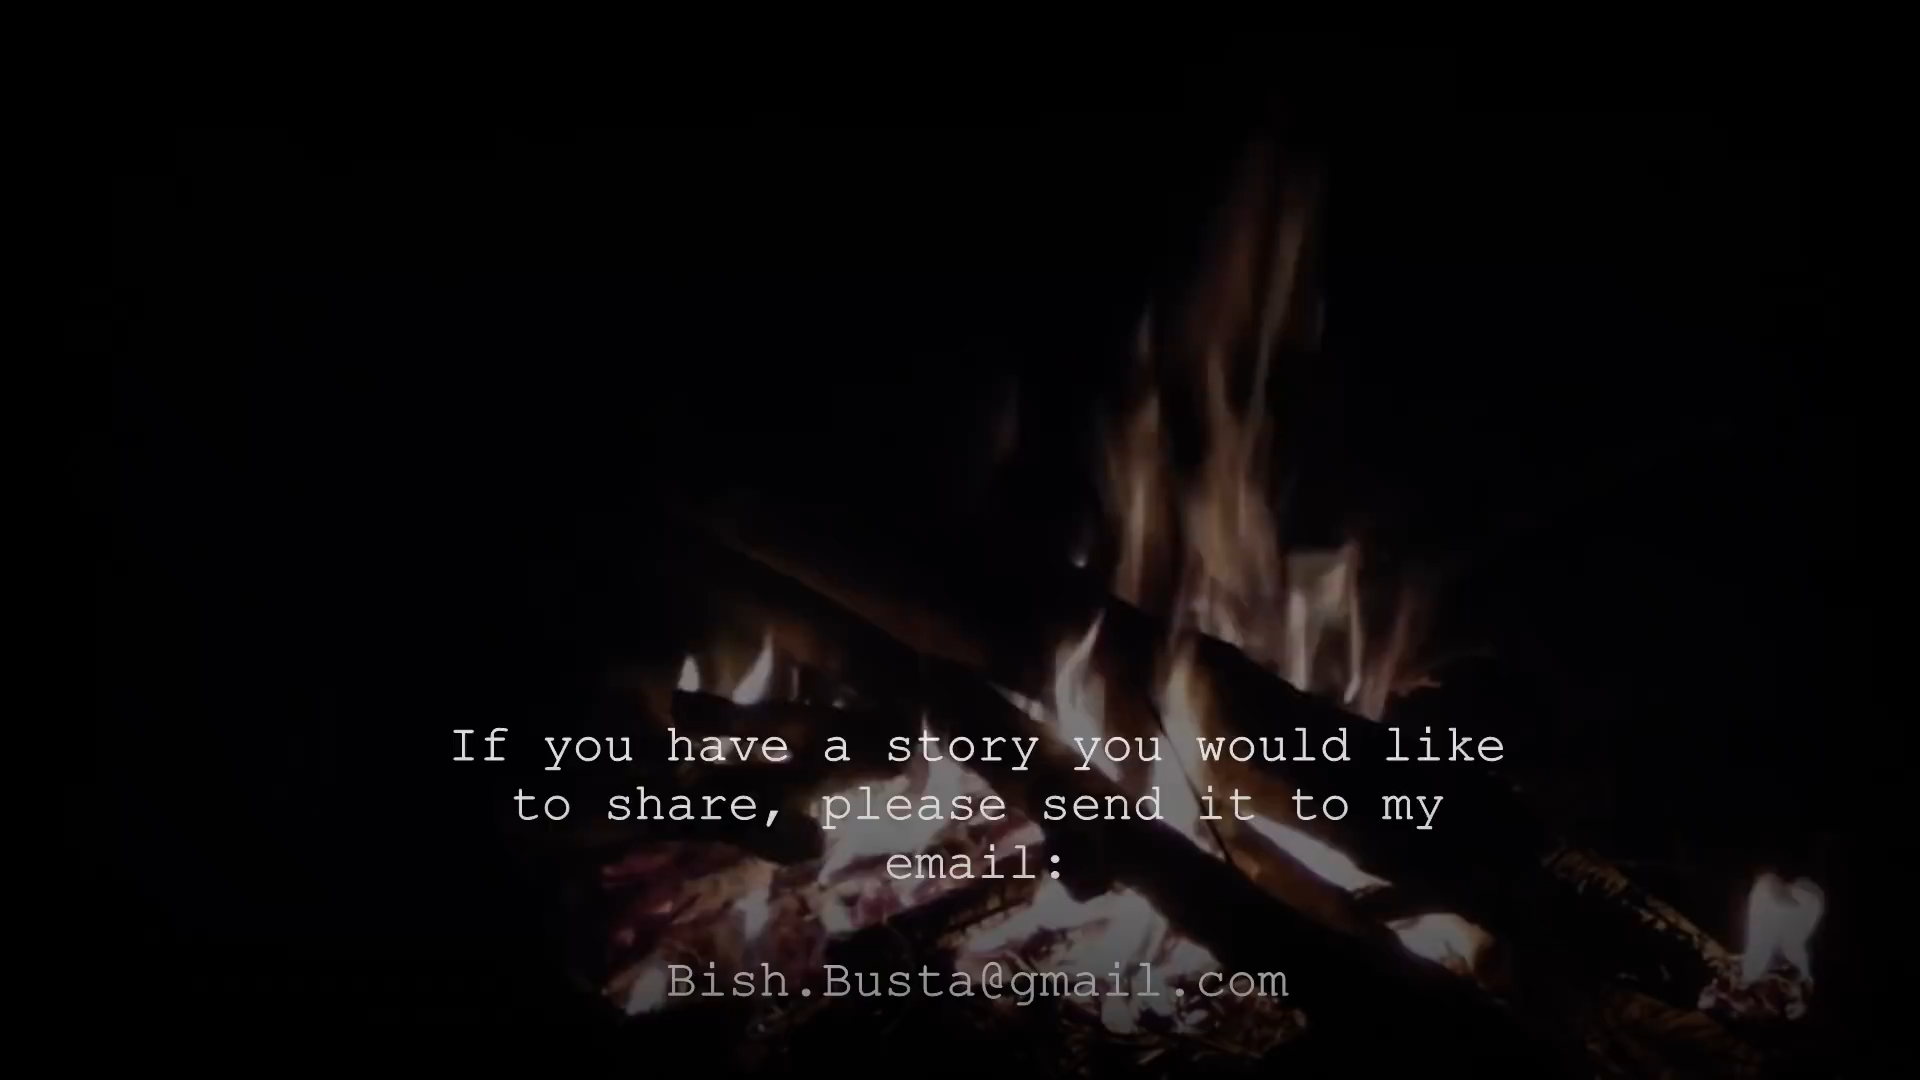 If you have a story you would like
to share, please send it to my
email:
Bish.Busta@gmail.com